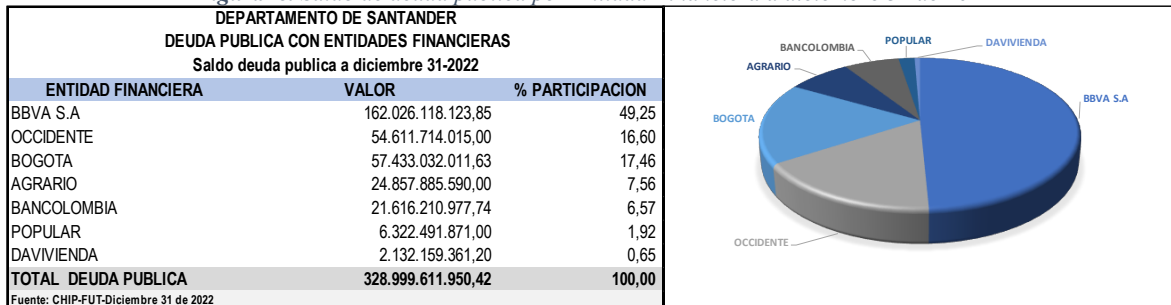 DEPARTAMENTO DE SANTANDER
DEUDA PUBLICA CON ENTIDADES FINANCIERAS
Saldo deuda publica a diciembre 31-2022
ENTIDAD FINANCIERA VALOR % PARTICIPACION
BBVA S.A 162.026.118.123,85 49,25
OCCIDENTE 54.611.714.015,00 16,60
BOGOTA 57.433.032.011,63 17,46
AGRARIO 24.857.885.590,00 7,56
BANCOLOMBIA 21.616.210.977,74 6,57
POPULAR 6.322.491.871,00 1,92
DAVIVIENDA 2.132.159.361,20 0,65
TOTAL DEUDA PUBLICA 328.999.611.950,42 100,00
Fuente: CHIP-FUT-Diciembre 31 de 2022
POPULAR
DAVIVIENDA
BANCOLOMBIA
AGRARIO
BBVA S.A
BOGOTA
OCCIDENTE